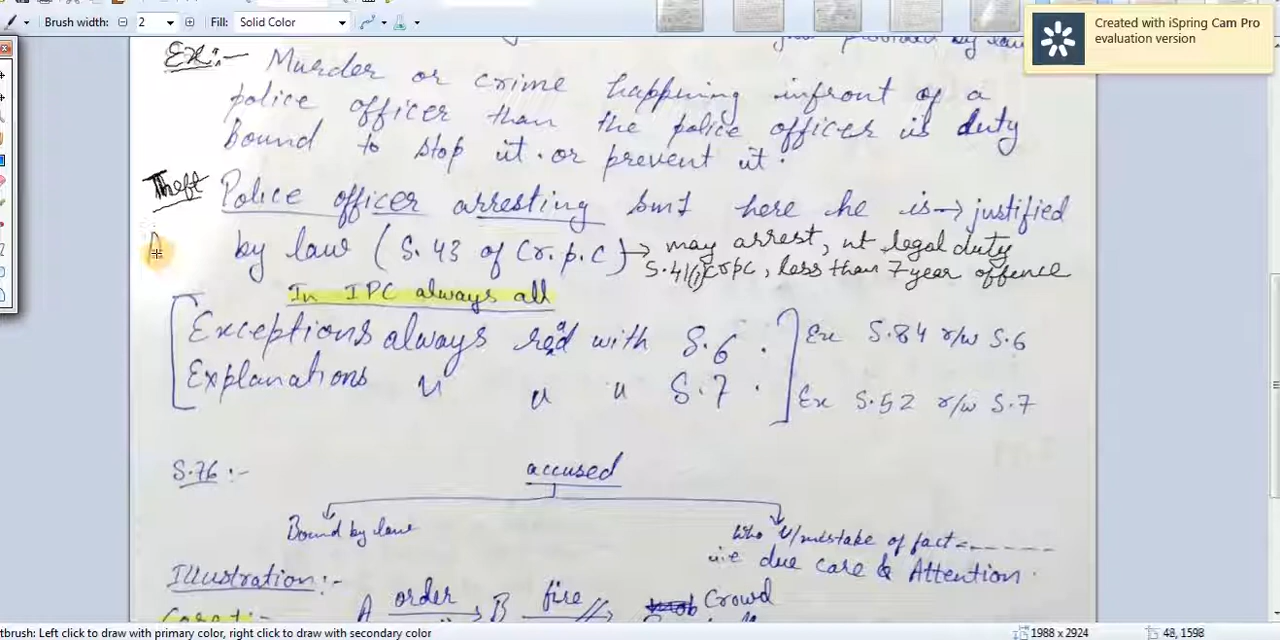 Brush width: 2 Fill: Solid Color
Created with iSpring Cam Pro
evaluation version
provided by law
Ex:- Murder or crime happening infront of a
police officer than the police officer is duty
Bound to stop it. or prevent it.
Theft Police officer arresting smt here he is → justified
A by law (S.43 of Cr.p.c) → may arrest, nt legal duty
S.41(1)CrPC, less than 7 year offence
In IPC always all
Exceptions always read with S.6. Ex S.84 r/w S.6
Explanations " " " S.7. Ex S.52 r/w S.7
S.76:- accused
Bound by law
Who U/mistake of fact ------
i.e due care & Attention.
Illustration:-
A order B fire Crowd
tbrush: Left click to draw with primary color, right click to draw with secondary color 1988 x 2924 48, 1598